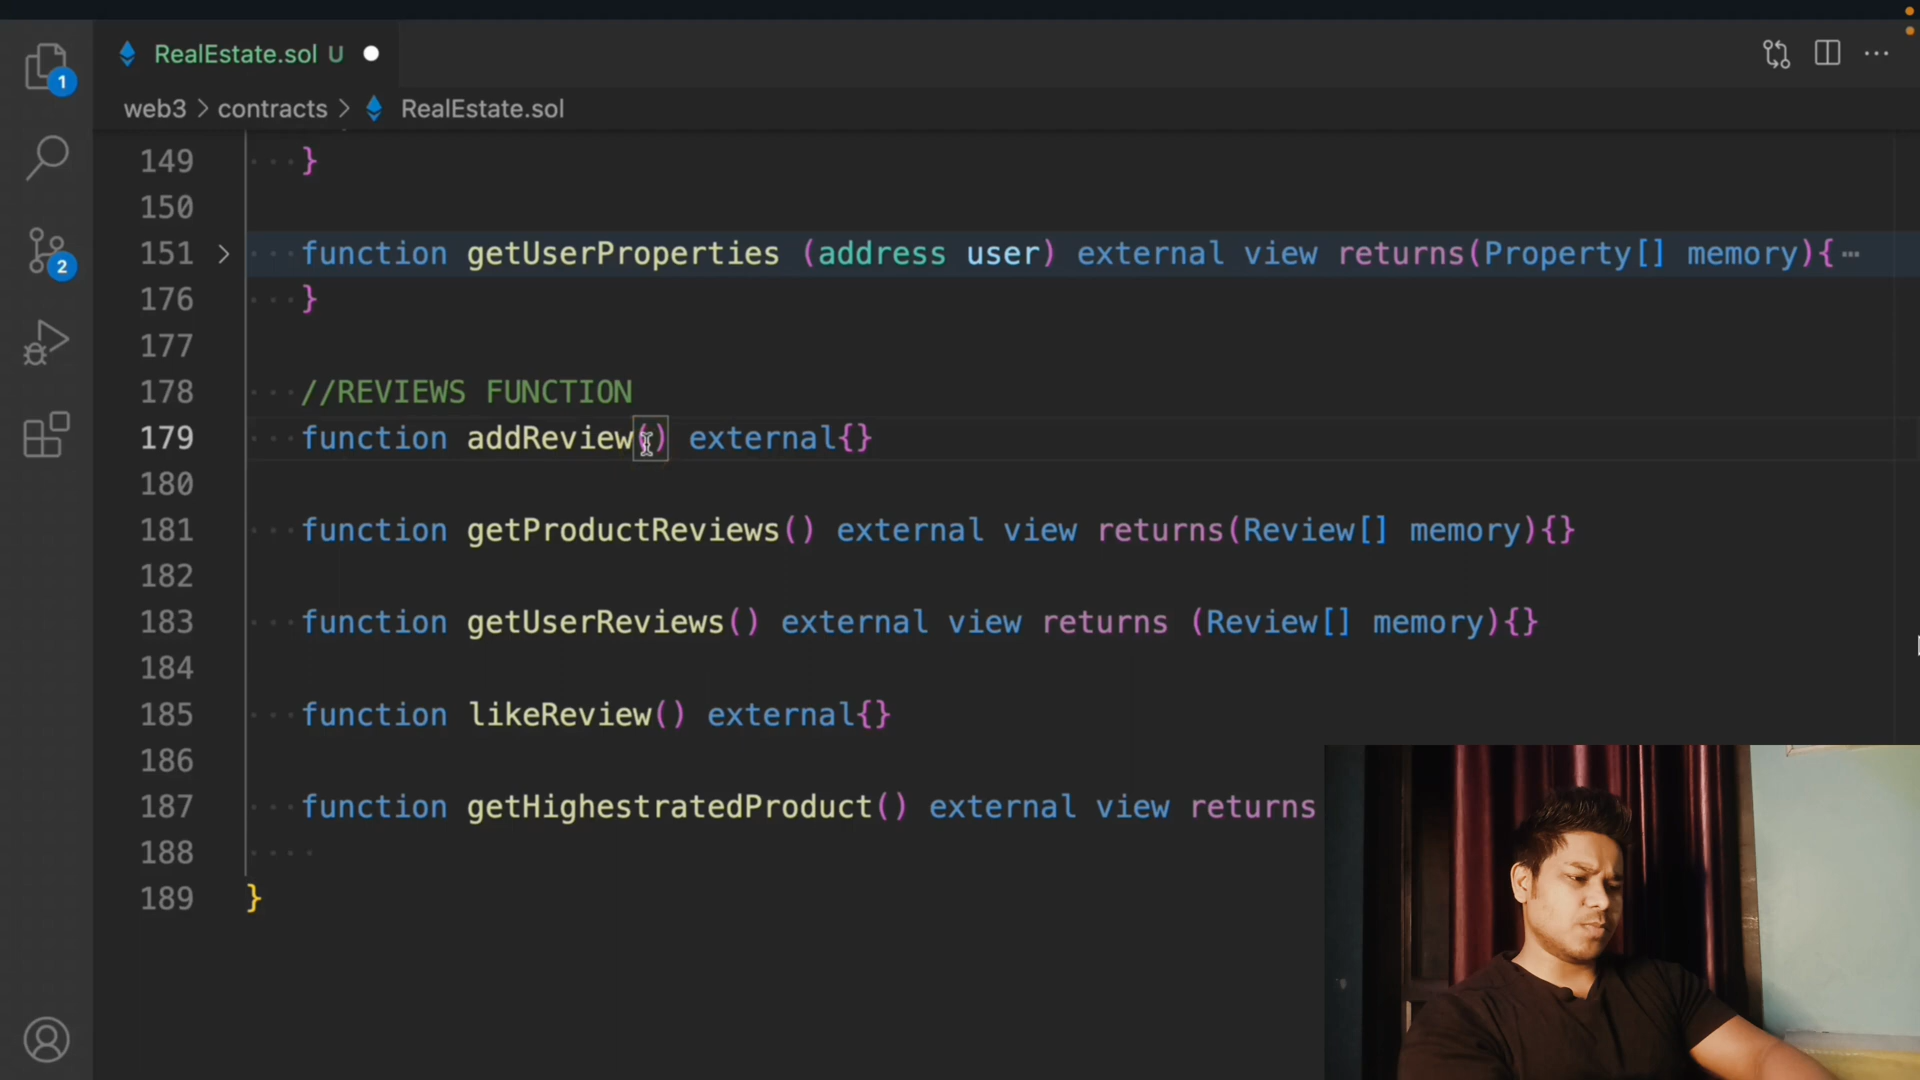 RealEstate.sol U
web3 > contracts > RealEstate.sol
1
2
149 }
150
151 function getUserProperties (address user) external view returns(Property[] memory){
176 }
177
178 //REVIEWS FUNCTION
179 function addReview() external{}
180
181 function getProductReviews() external view returns(Review[] memory){}
182
183 function getUserReviews() external view returns (Review[] memory){}
184
185 function likeReview() external{}
186
187 function getHighestratedProduct() external view returns
188
189 }